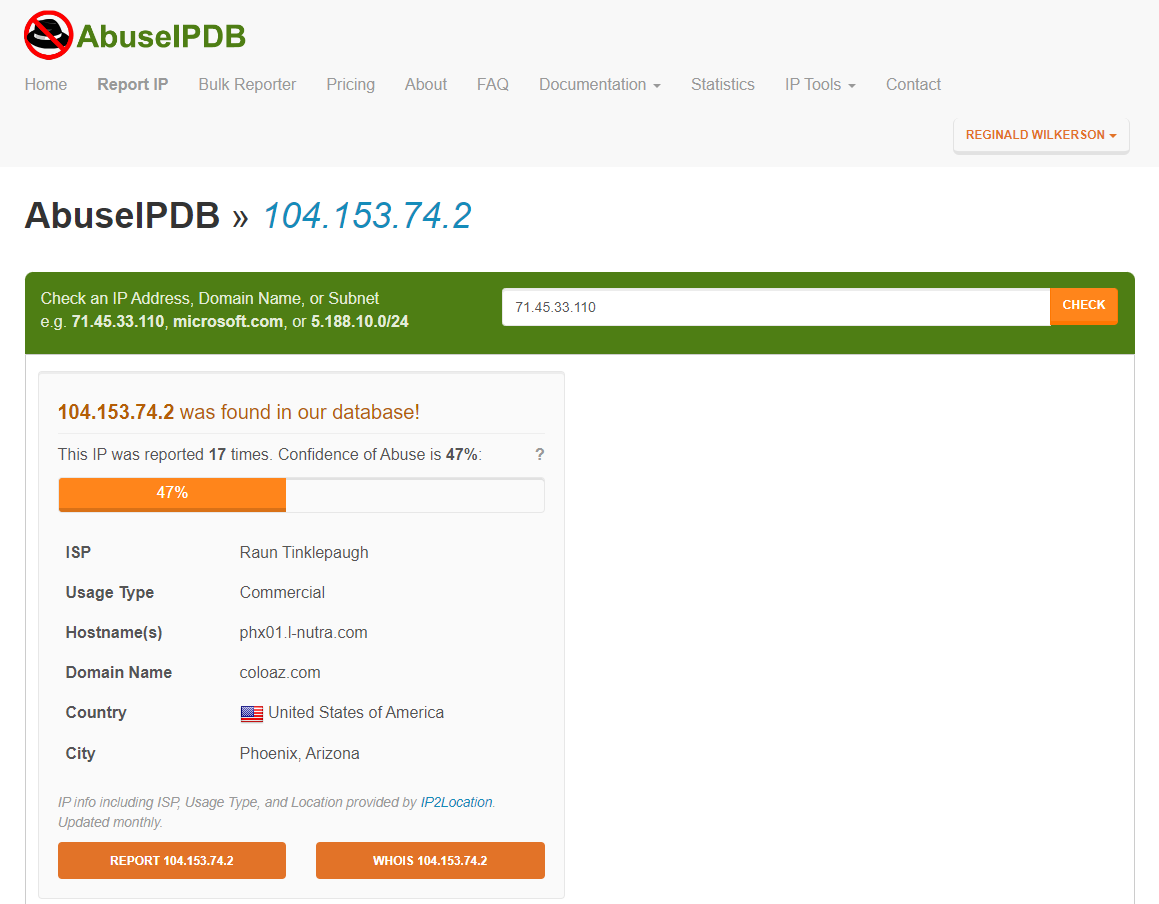 AbuseIPDB
Home Report IP Bulk Reporter Pricing About FAQ Documentation Statistics IP Tools Contact
REGINALD WILKERSON
AbuseIPDB » 104.153.74.2
Check an IP Address, Domain Name, or Subnet
e.g. 71.45.33.110, microsoft.com, or 5.188.10.0/24
71.45.33.110
CHECK
104.153.74.2 was found in our database!
This IP was reported 17 times. Confidence of Abuse is 47%: ?
47%
ISP Raun Tinklepaugh
Usage Type Commercial
Hostname(s) phx01.l-nutra.com
Domain Name coloaz.com
Country United States of America
City Phoenix, Arizona
IP info including ISP, Usage Type, and Location provided by IP2Location.
Updated monthly.
REPORT 104.153.74.2 WHOIS 104.153.74.2